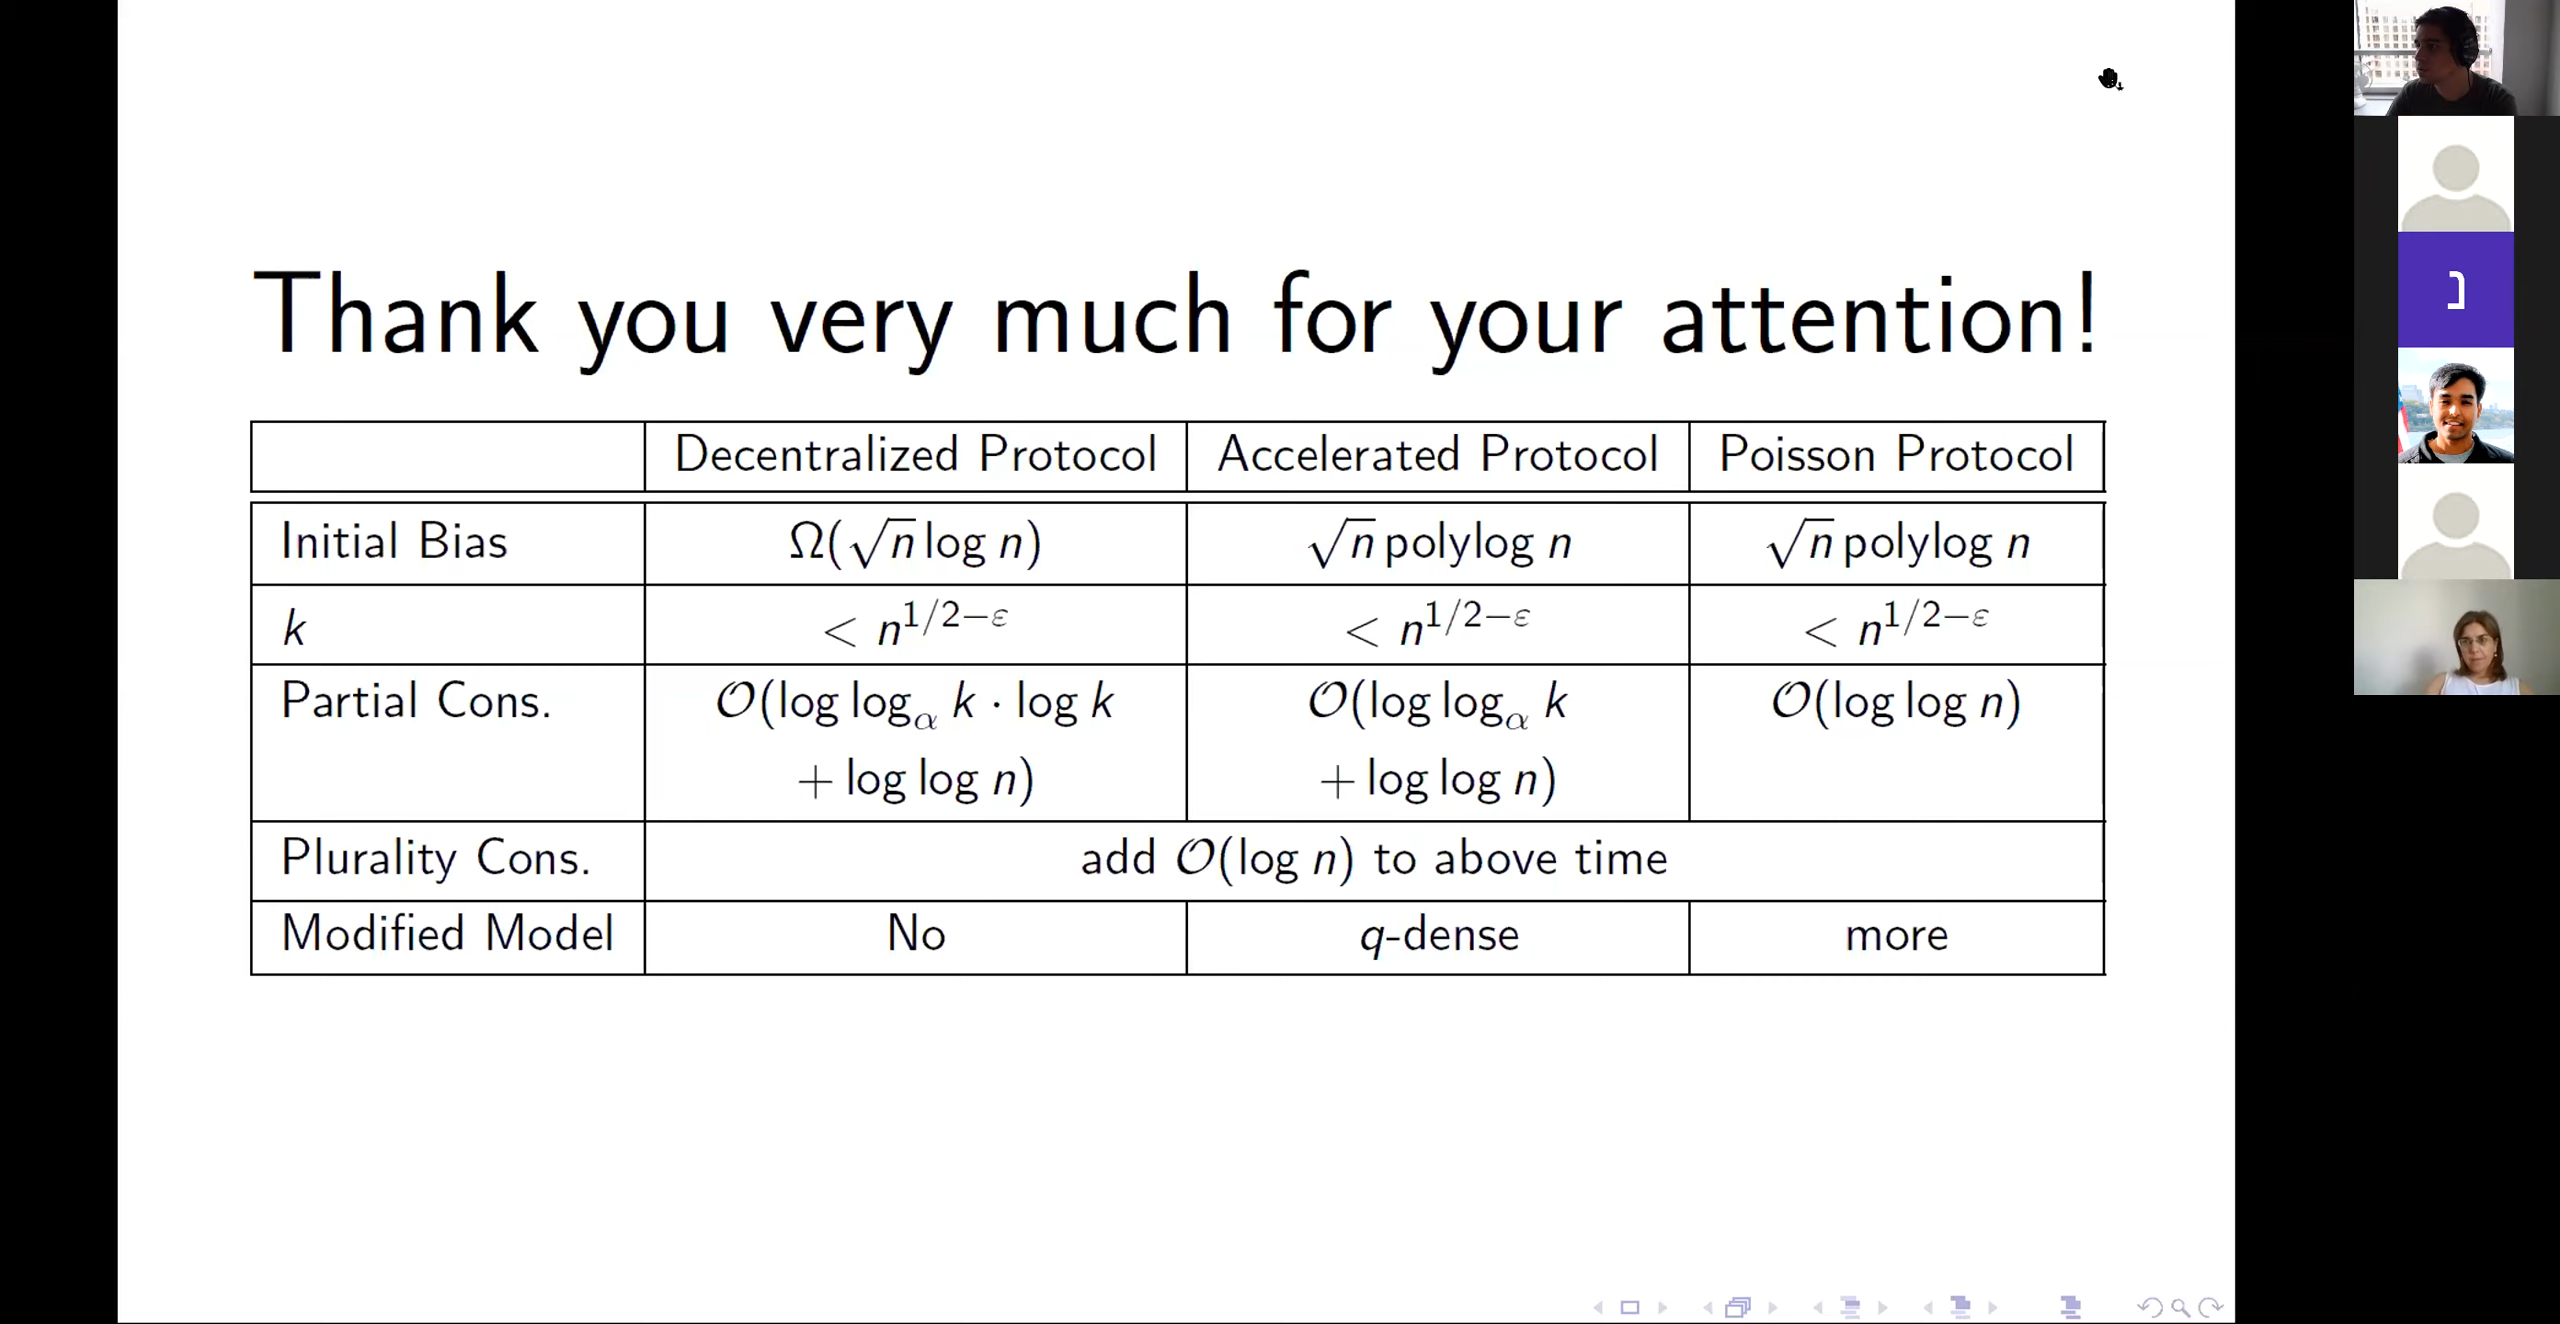 Thank you very much for your attention!
Decentralized Protocol Accelerated Protocol Poisson Protocol
Initial Bias Ω(√n log n) √n polylog n √n polylog n
k < n^{1/2−ε} < n^{1/2−ε} < n^{1/2−ε}
Partial Cons. 𝒪(log log_α k · log k 𝒪(log log_α k 𝒪(log log n)
+ log log n) + log log n)
Plurality Cons. add 𝒪(log n) to above time
Modified Model No q-dense more
נ